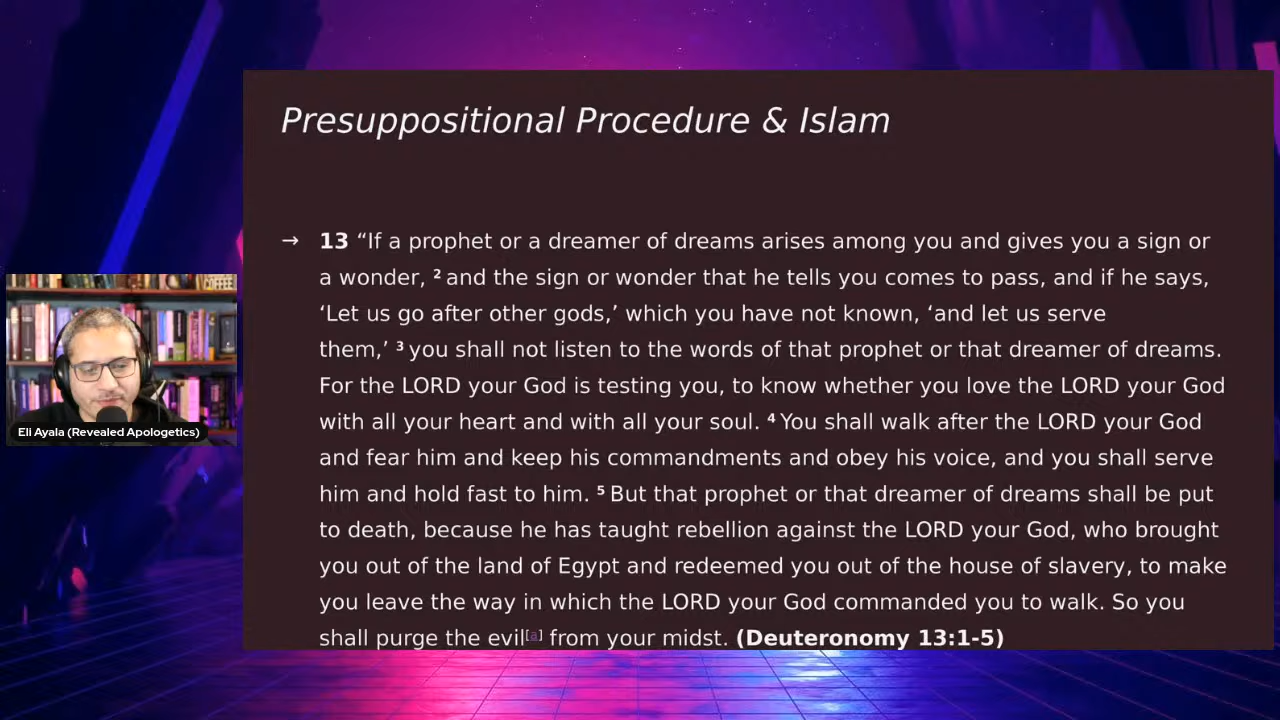 Presuppositional Procedure & Islam
→ 13 “If a prophet or a dreamer of dreams arises among you and gives you a sign or
a wonder, 2 and the sign or wonder that he tells you comes to pass, and if he says,
‘Let us go after other gods,’ which you have not known, ‘and let us serve
them,’ 3 you shall not listen to the words of that prophet or that dreamer of dreams.
For the LORD your God is testing you, to know whether you love the LORD your God
with all your heart and with all your soul. 4 You shall walk after the LORD your God
and fear him and keep his commandments and obey his voice, and you shall serve
him and hold fast to him. 5 But that prophet or that dreamer of dreams shall be put
to death, because he has taught rebellion against the LORD your God, who brought
you out of the land of Egypt and redeemed you out of the house of slavery, to make
you leave the way in which the LORD your God commanded you to walk. So you
shall purge the evil[a] from your midst. (Deuteronomy 13:1-5)
COFFEE
Eli Ayala (Revealed Apologetics)